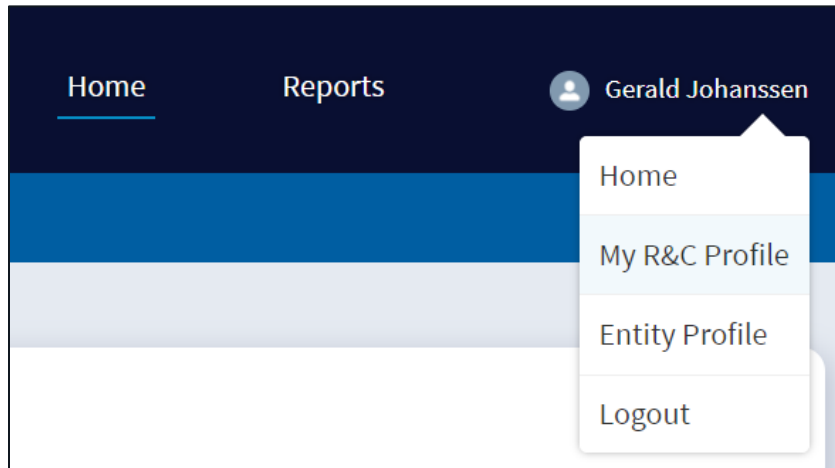 Home Reports Gerald Johanssen
Home
My R&C Profile
Entity Profile
Logout